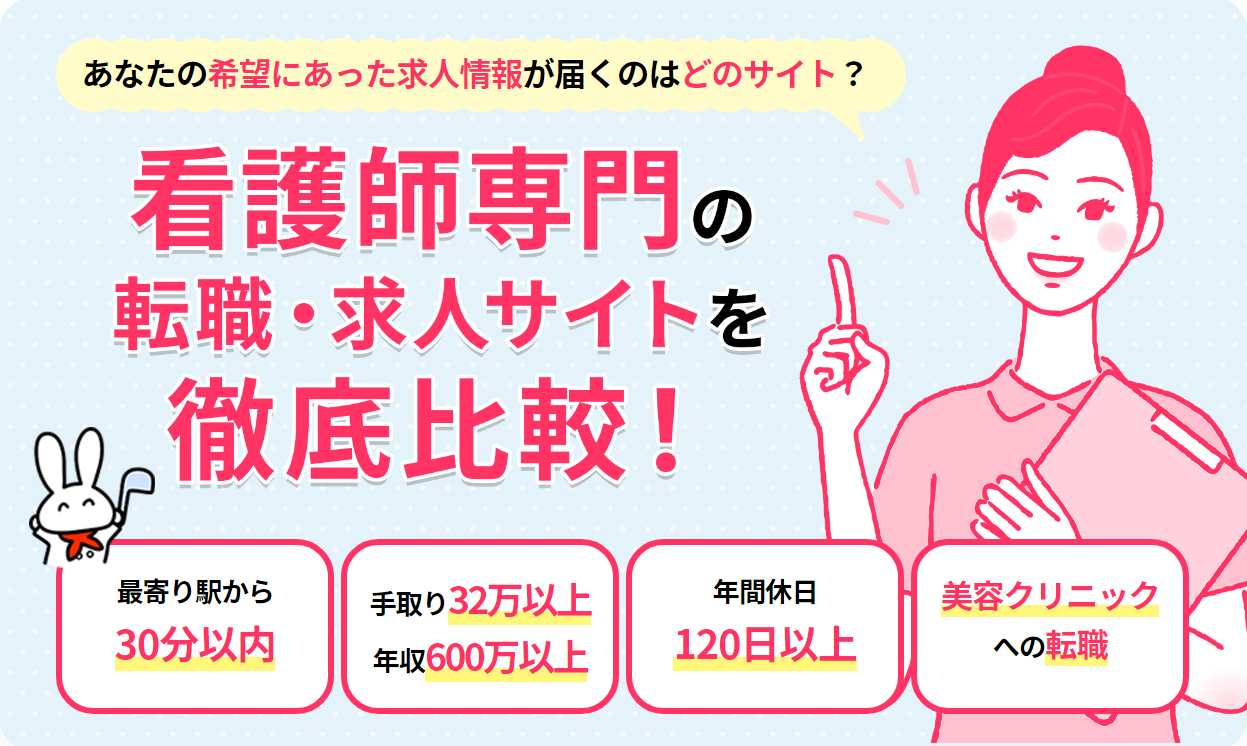 あなたの希望にあった求人情報が届くのはどのサイト？
看護師専門の
転職・求人サイトを
徹底比較！
最寄り駅から
30分以内
手取り32万以上
年収600万以上
年間休日
120日以上
美容クリニック
への転職